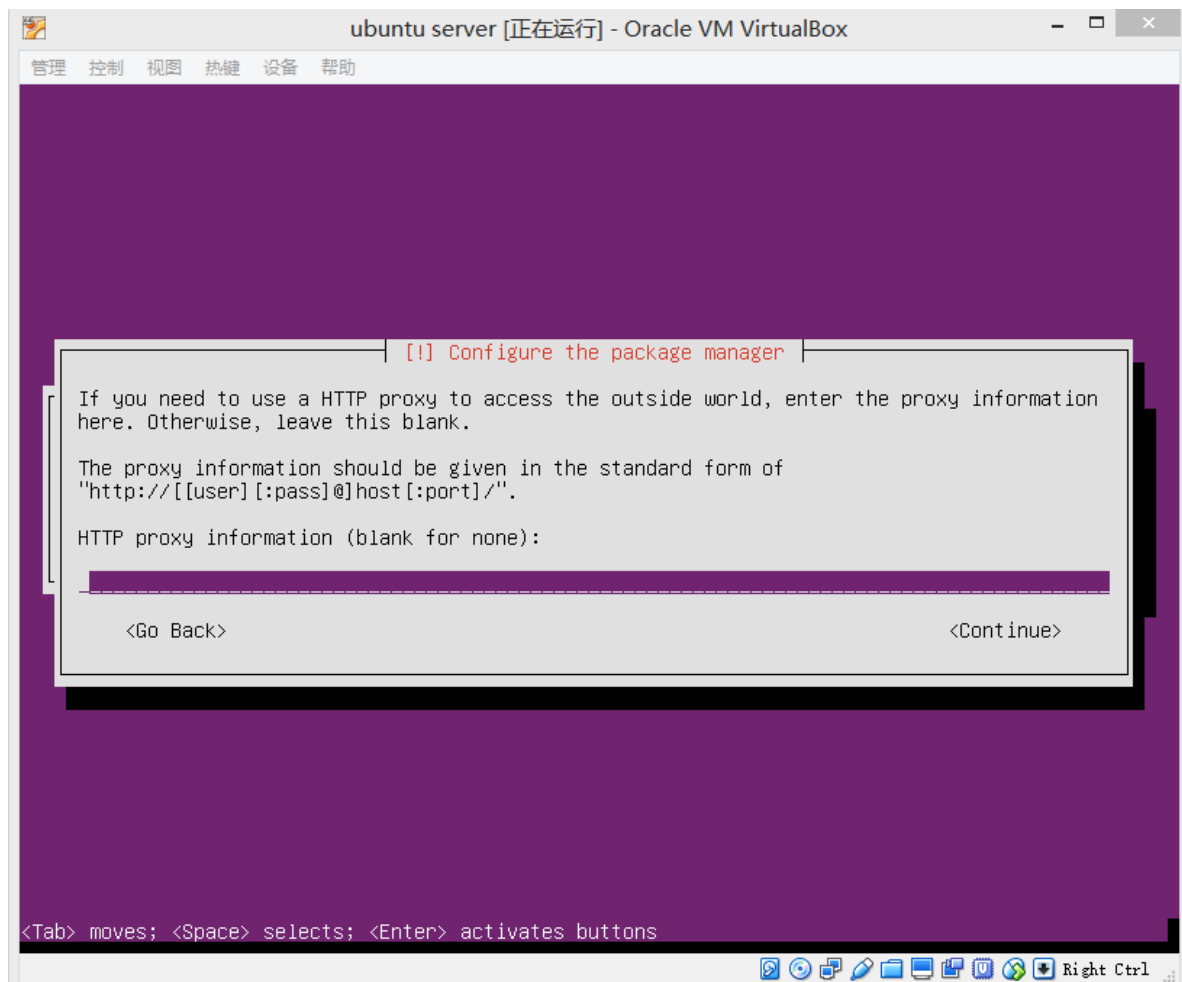 ubuntu server [正在运行] - Oracle VM VirtualBox
管理 控制 视图 热键 设备 帮助
[!] Configure the package manager
If you need to use a HTTP proxy to access the outside world, enter the proxy information
here. Otherwise, leave this blank.
The proxy information should be given in the standard form of
"http://[[user][:pass]@]host[:port]/".
HTTP proxy information (blank for none):
<Go Back> <Continue>
<Tab> moves; <Space> selects; <Enter> activates buttons
Right Ctrl